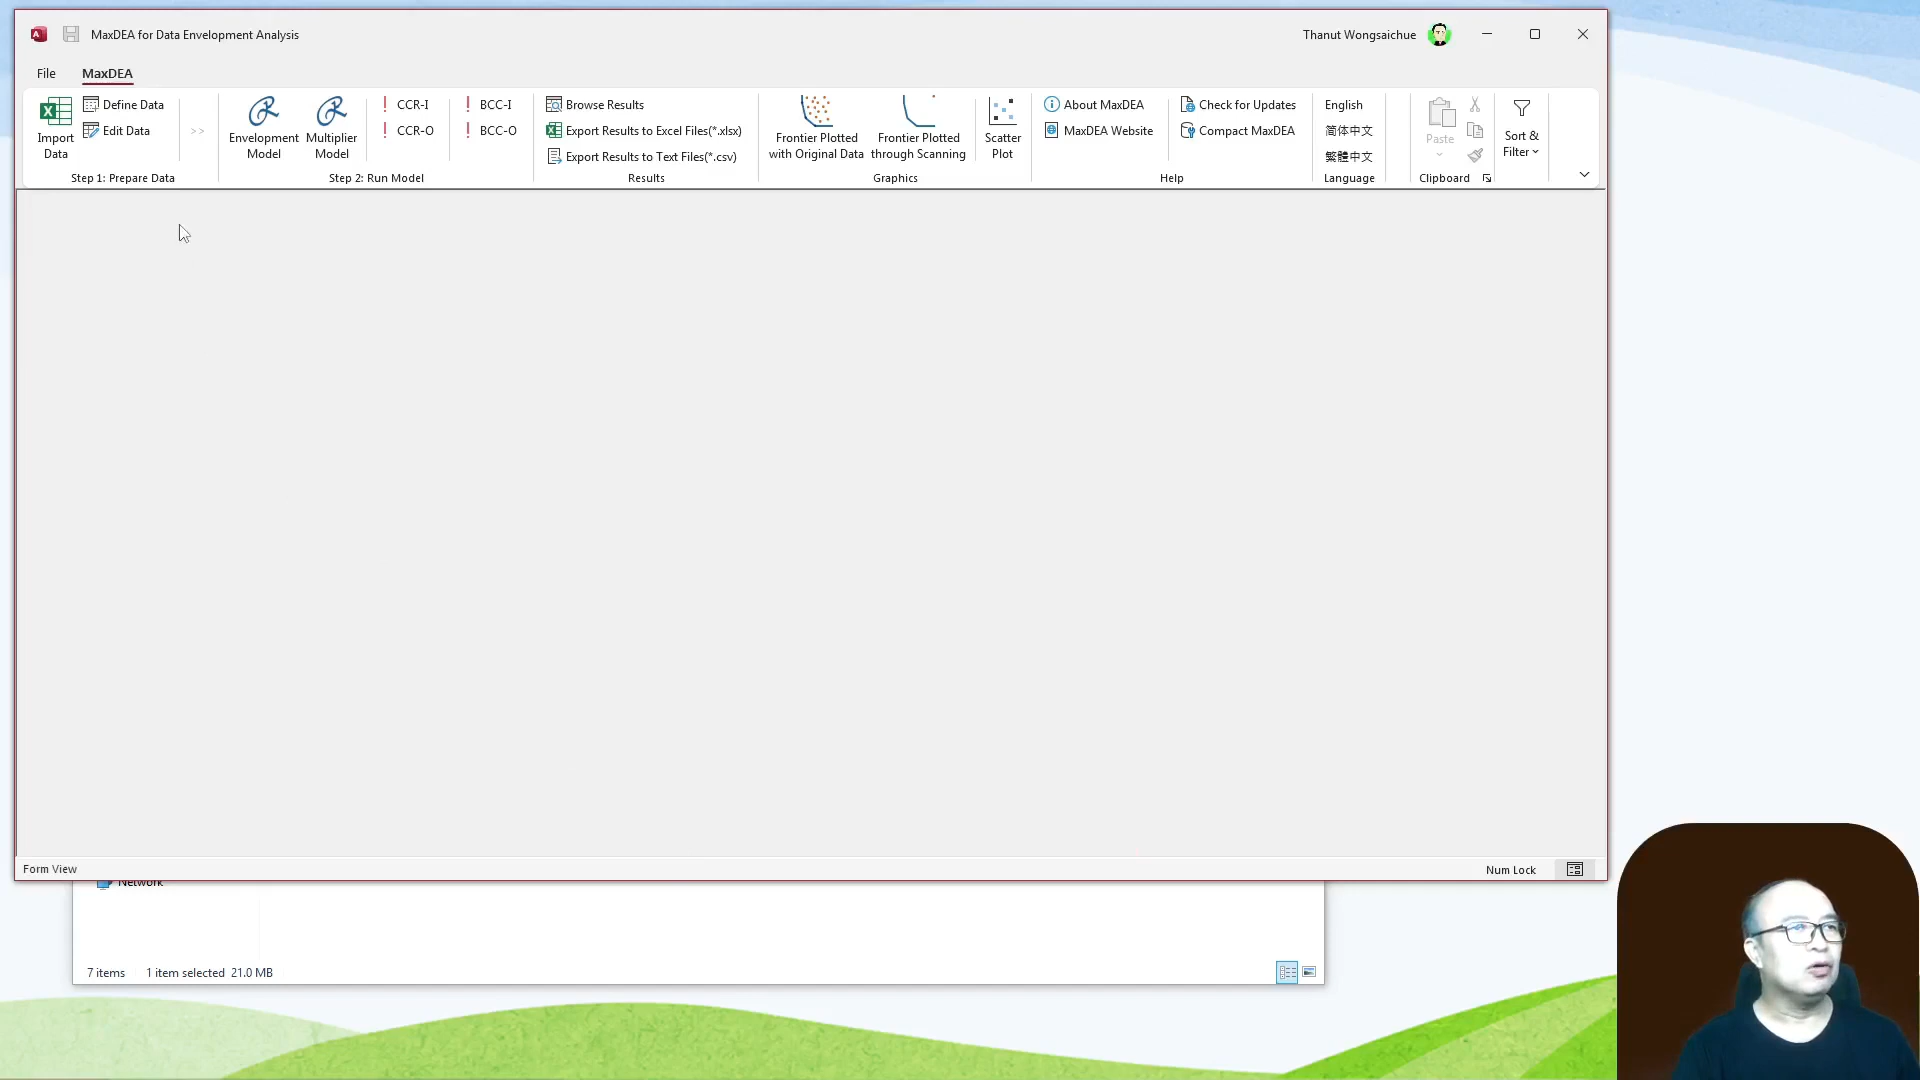 MaxDEA for Data Envelopment Analysis
Thanut Wongsaichue
File
MaxDEA
Import
Data
Define Data
Edit Data
>>
Step 1: Prepare Data
Envelopment
Model
Multiplier
Model
CCR-I
CCR-O
BCC-I
BCC-O
Step 2: Run Model
Browse Results
Export Results to Excel Files(*.xlsx)
Export Results to Text Files(*.csv)
Results
Frontier Plotted
with Original Data
Frontier Plotted
through Scanning
Scatter
Plot
Graphics
About MaxDEA
MaxDEA Website
Check for Updates
Compact MaxDEA
Help
English
简体中文
繁體中文
Language
Paste
Clipboard
Sort &
Filter
Form View
Num Lock
Network
7 items
1 item selected 21.0 MB